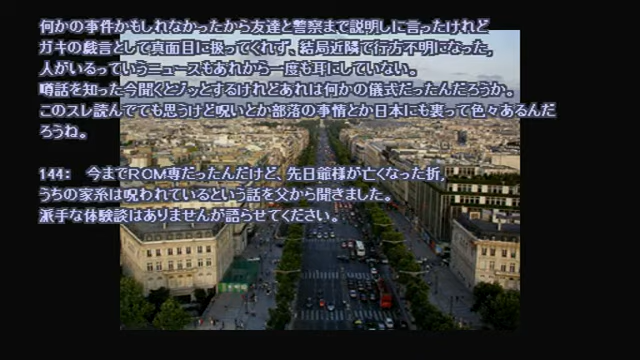 何かの事件かもしれなかったから友達と警察まで説明しに言ったけれど
ガキの戯言として真面目に扱ってくれず、結局近隣で行方不明になった,
人がいるっていうニュースもあれから一度も耳にしていない。
噂話を知った今聞くとゾッとするけれどあれは何かの儀式だったんだろうか。
このスレ読んでても思うけど呪いとか部落の事情とか日本にも裏って色々あるんだ
ろうね。
144:　今までROM専だったんだけど、先日爺様が亡くなった折,
うちの家系は呪われているという話を父から聞きました。
派手な体験談はありませんが語らせてください。